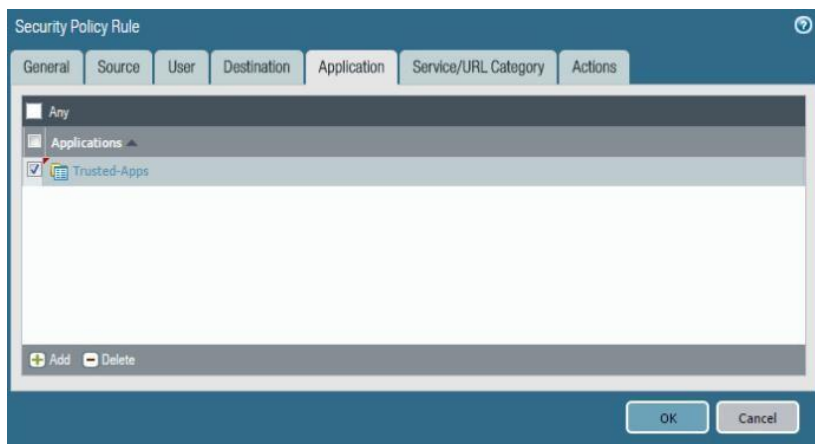 Security Policy Rule
General Source User Destination Application Service/URL Category Actions
Any
Applications
Trusted-Apps
Add Delete
OK Cancel